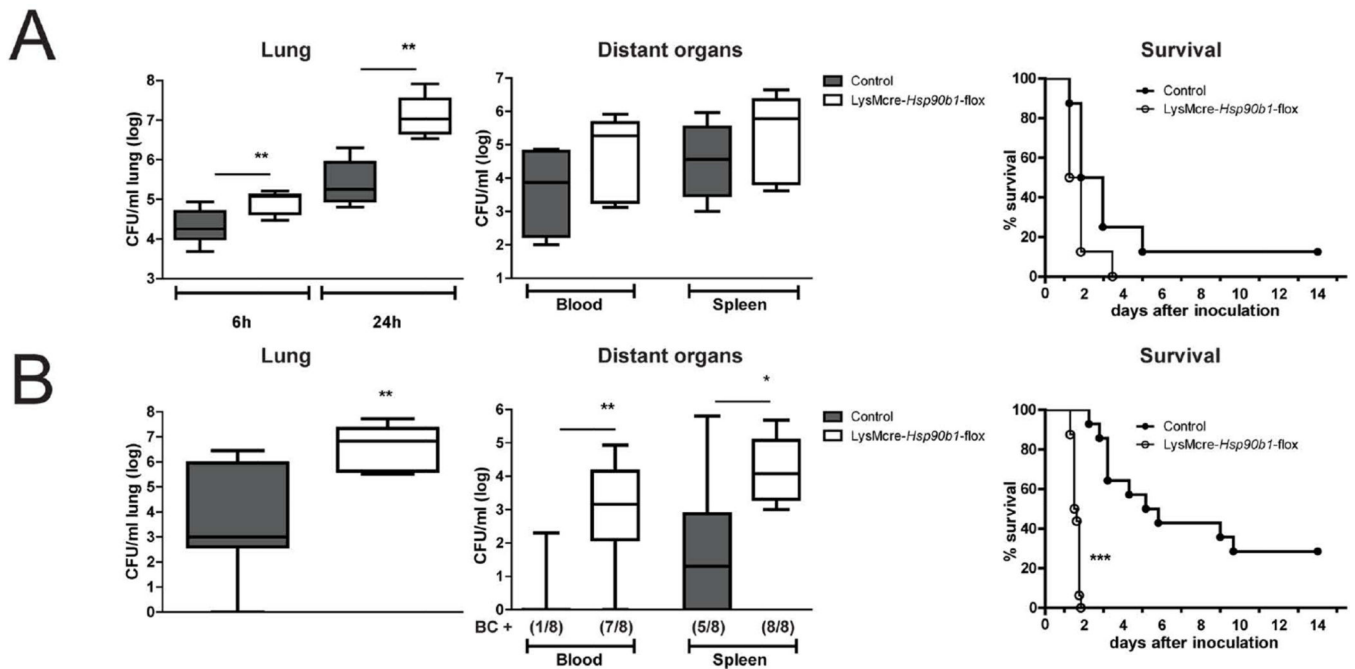 A
Lung
CFU/ml lung (log)
8
7
6
5
4
3
**
**
6h
24h
Distant organs
CFU/ml (log)
7
6
5
4
3
2
1
Blood
Spleen
Control
LysMcre-Hsp90b1-flox
Survival
% survival
100
80
60
40
20
0
Control
LysMcre-Hsp90b1-flox
0 2 4 6 8 10 12 14
days after inoculation
B
Lung
CFU/ml lung (log)
8
7
6
5
4
3
2
1
0
**
Distant organs
CFU/ml (log)
6
5
4
3
2
1
0
**
*
BC + (1/8) (7/8) (5/8) (8/8)
Blood
Spleen
Control
LysMcre-Hsp90b1-flox
Survival
% survival
100
80
60
40
20
0
Control
LysMcre-Hsp90b1-flox
***
0 2 4 6 8 10 12 14
days after inoculation